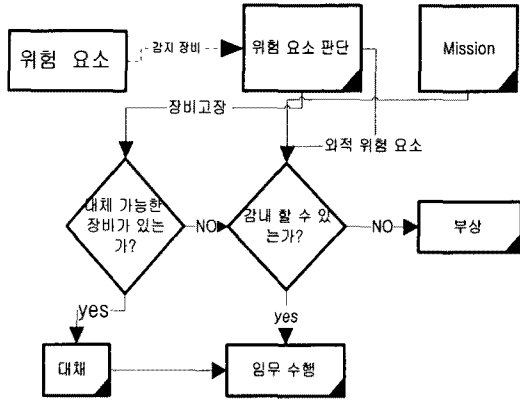 위험 요소
감지 장비
위험 요소 판단
Mission
장비고장
외적 위험 요소
대체 가능한
장비가 있는
가?
NO
감내 할 수 있
는가?
NO
부상
yes
yes
대채
임무 수행